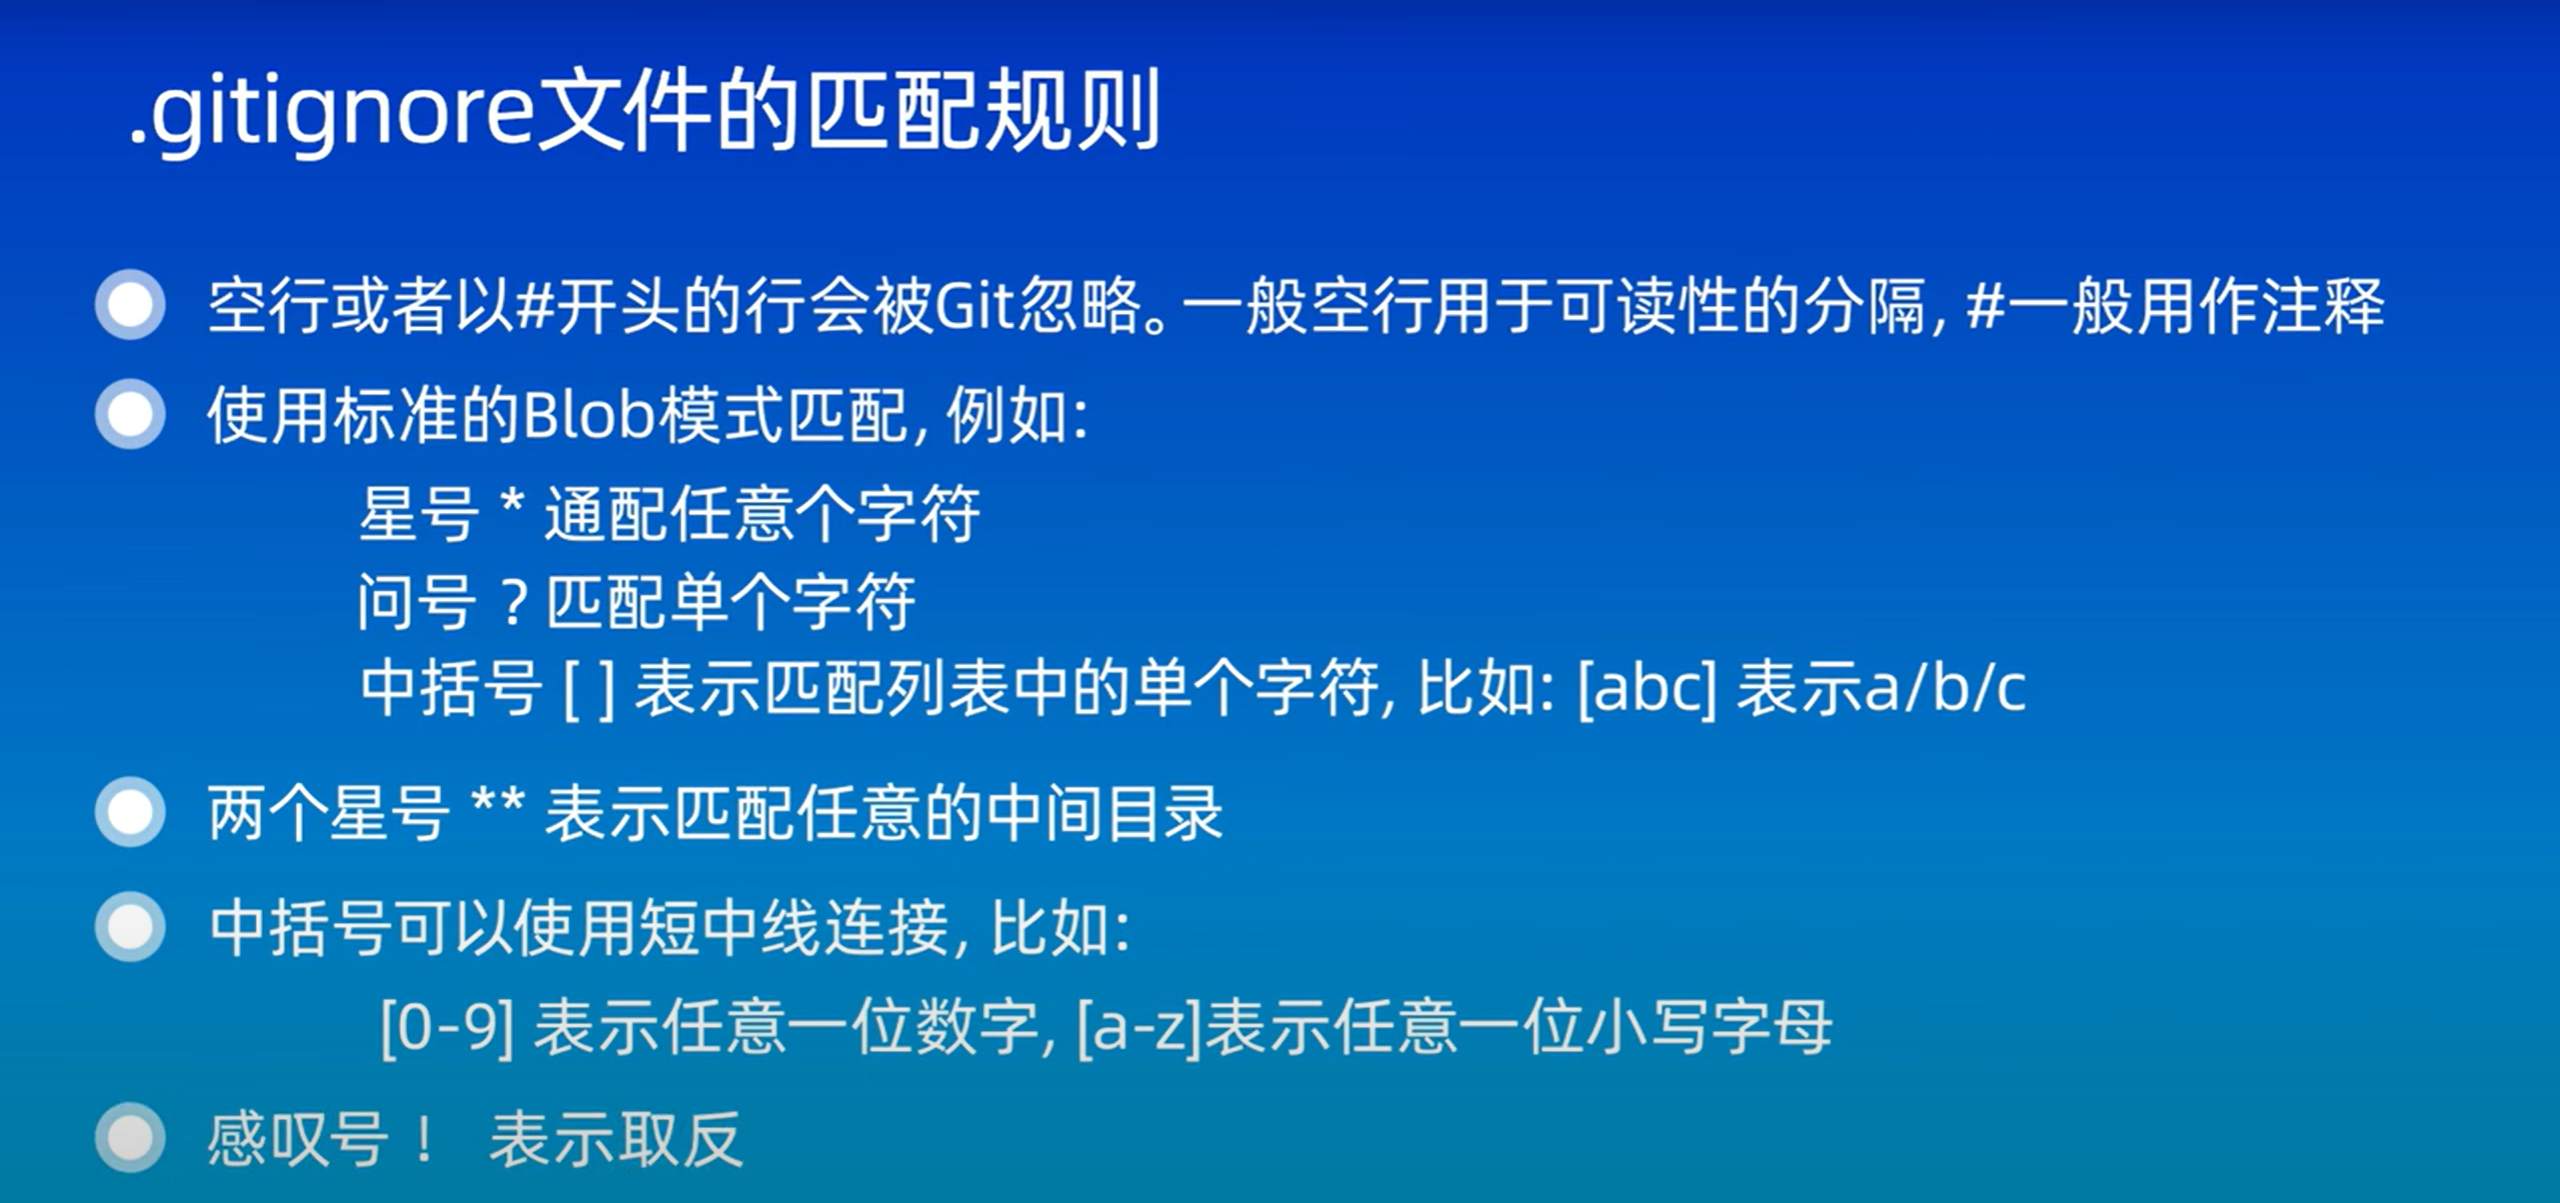 .gitignore文件的匹配规则
空行或者以#开头的行会被Git忽略。一般空行用于可读性的分随, #一般用作注释
使用标准的Blob模式匹配, 例如:
星号 * 通配任意个字符
问号 ? 匹配单个字符
中括号 [ ] 表示匹配列表中的单个字符, 比如: [abc] 表示a/b/c
两个星号 ** 表示匹配任意的中间目录
中括号可以使用短中线连接, 比如:
[0-9] 表示任意一位数字, [a-z]表示任意一位小写字母
感叹号 ! 表示取反